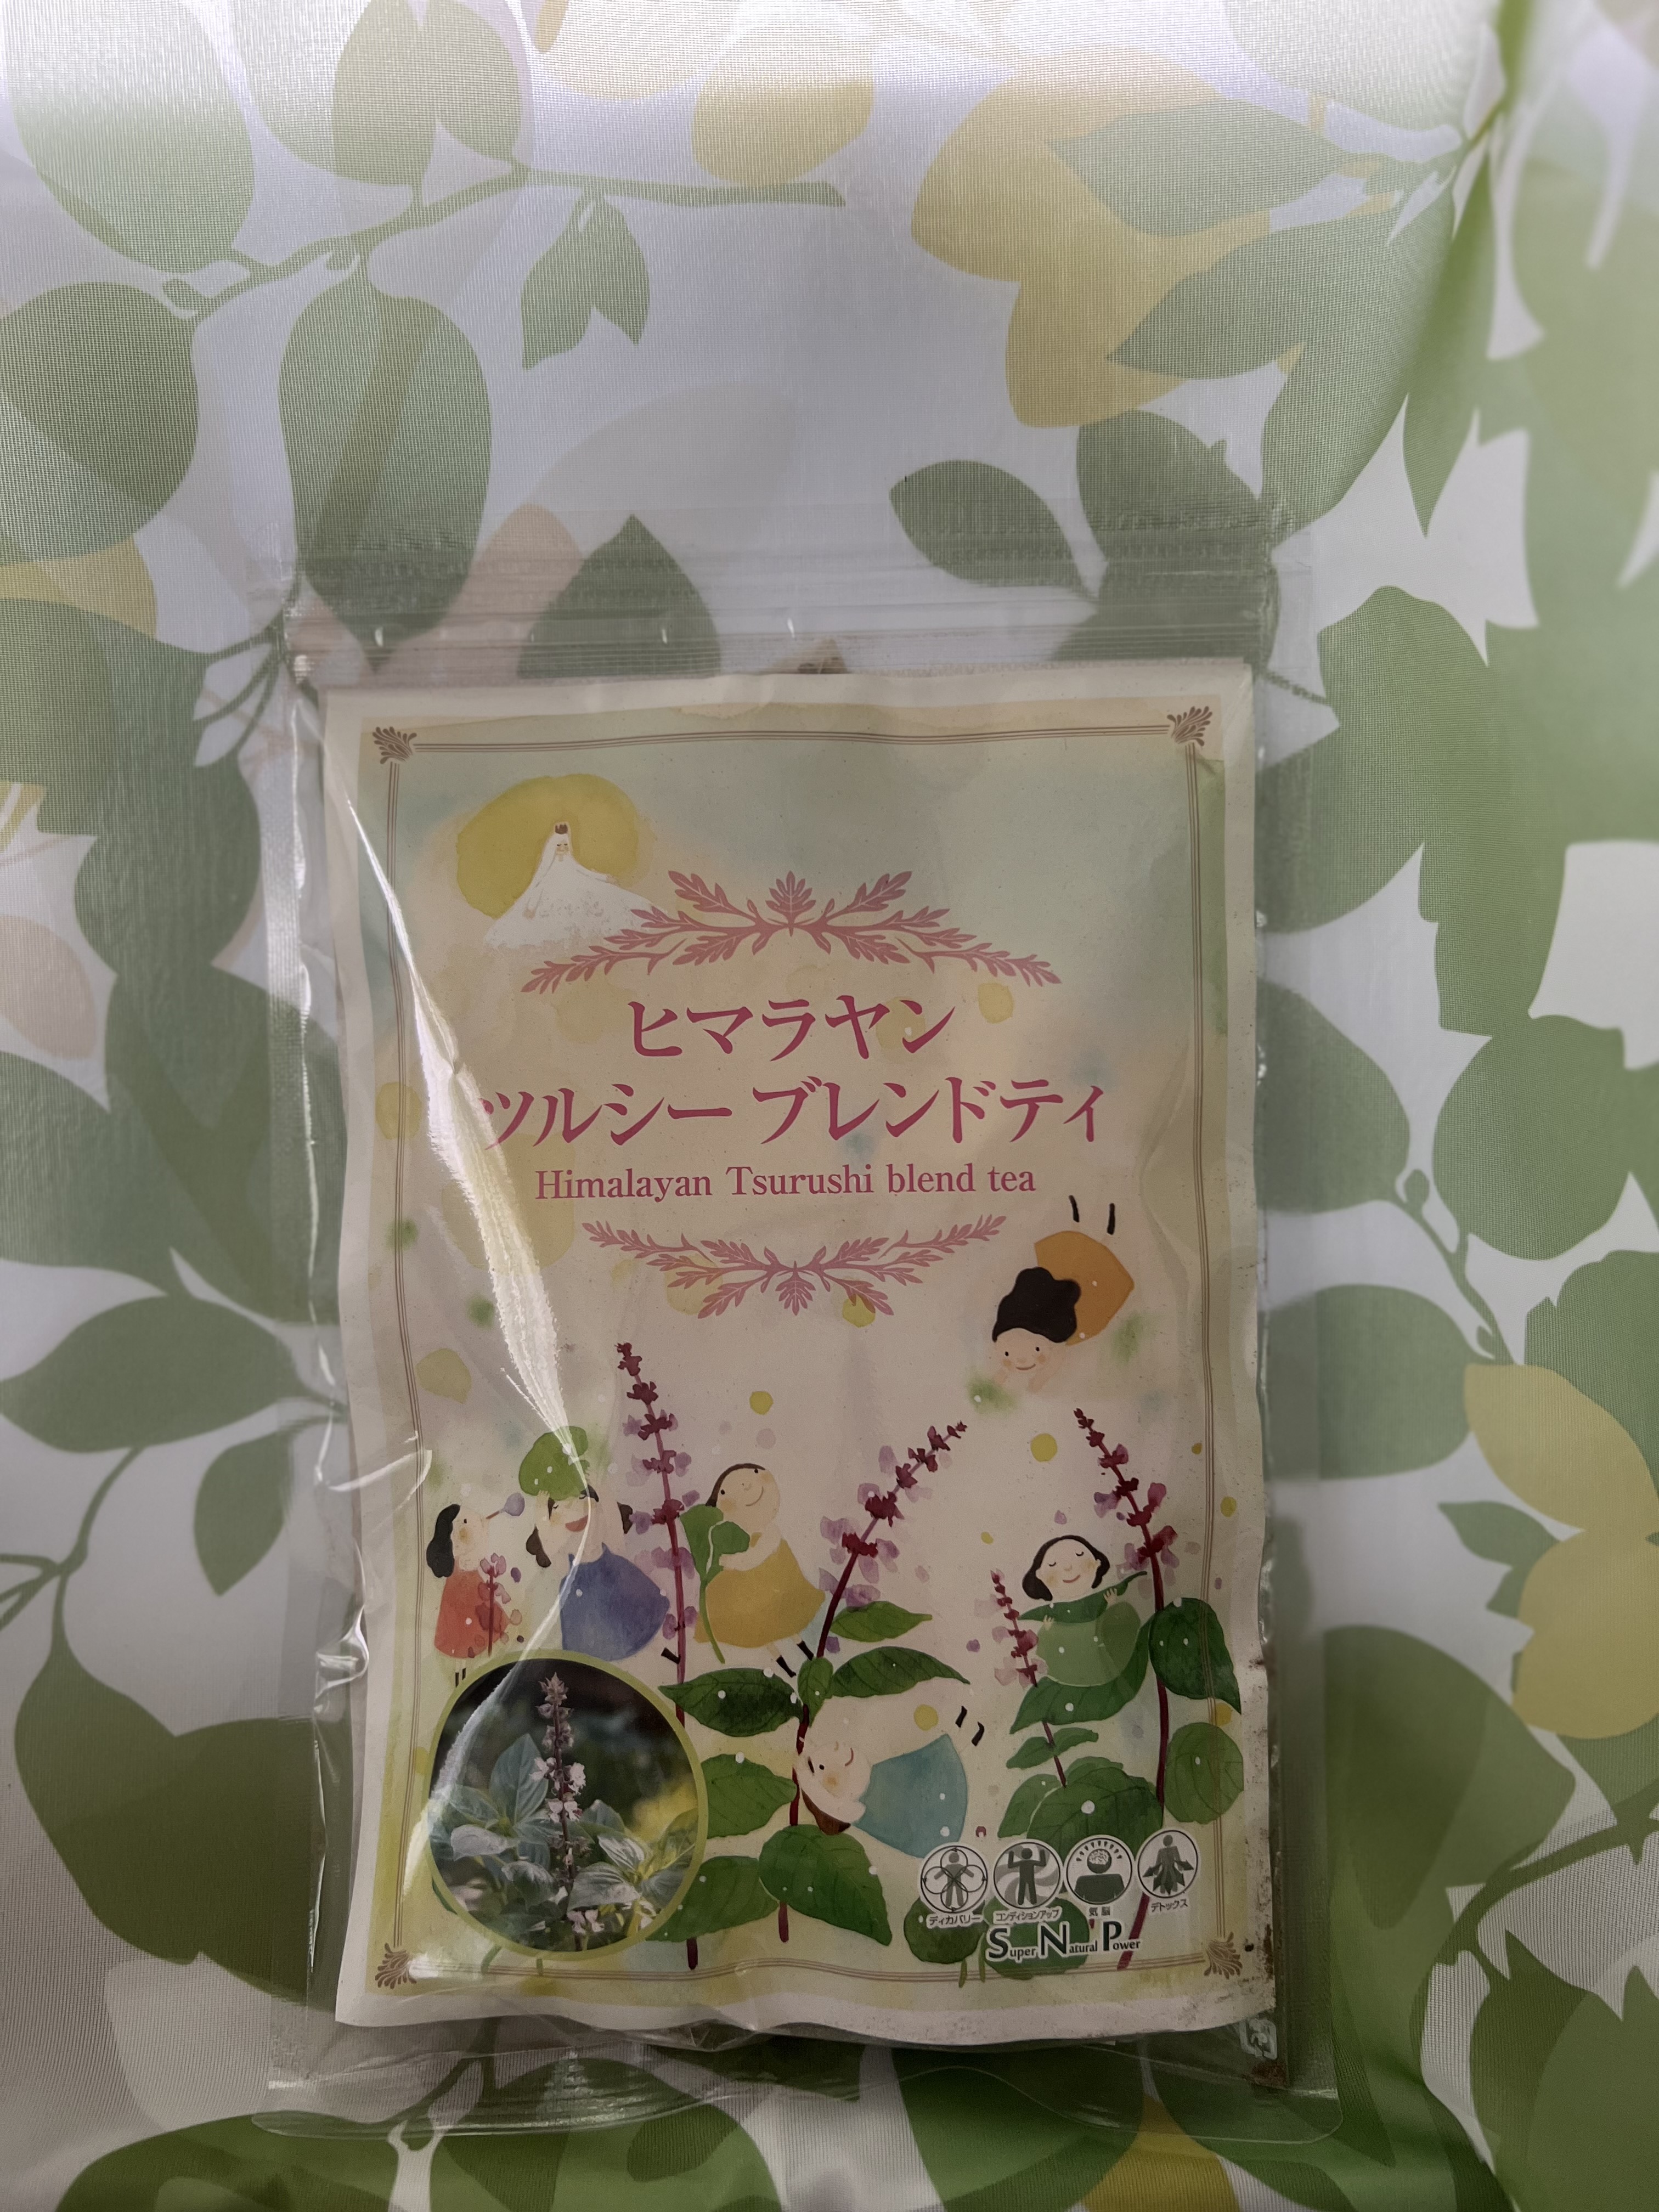 ヒマラヤン
ツルシー ブレンドティ
Himalayan Tsurushi blend tea
ディカバリー コンディションアップ 気脳 デトックス
Super Natural Power